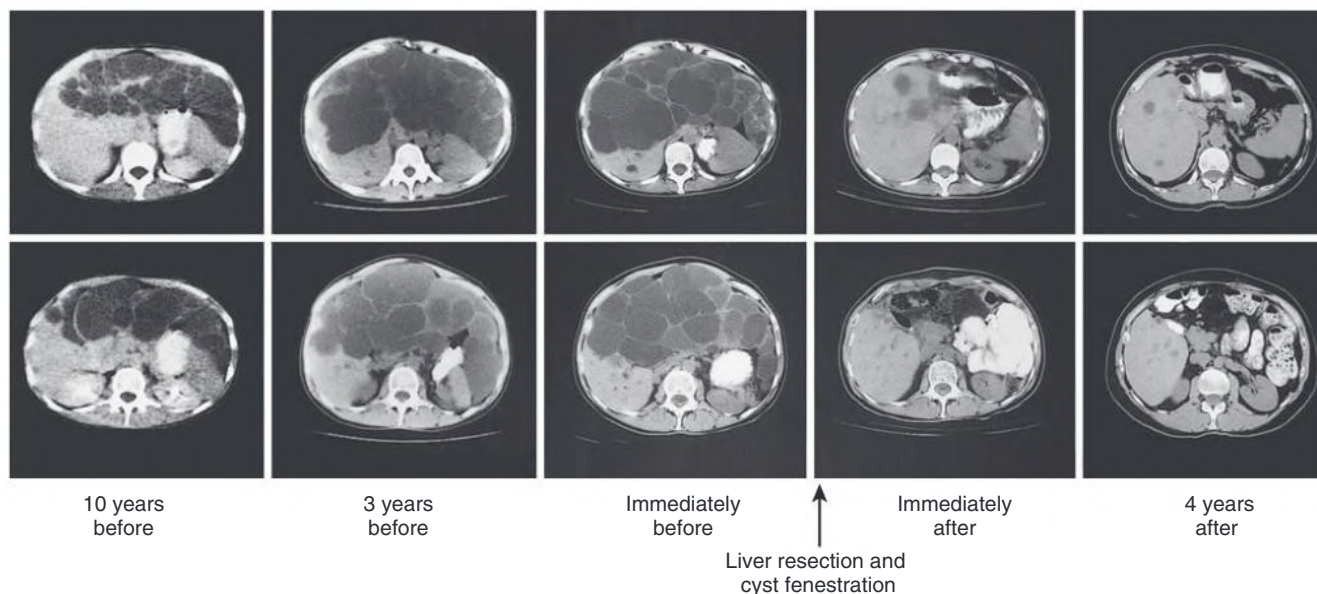 10 years
before
3 years
before
Immediately
before
Immediately
after
4 years
after
Liver resection and
cyst fenestration